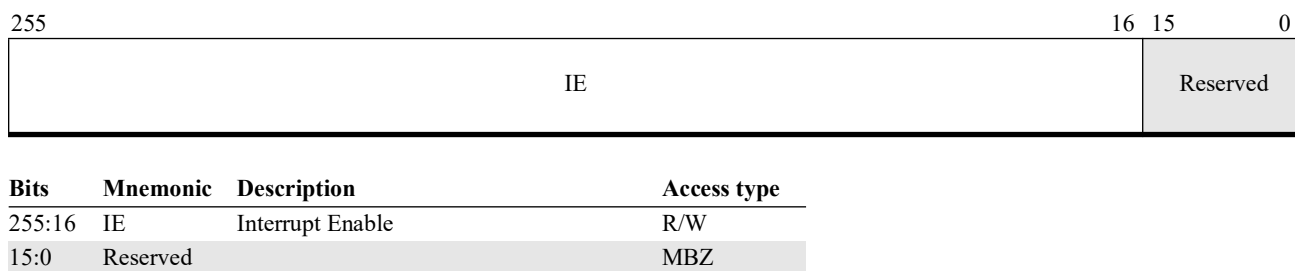 255 16 15 0
IE Reserved
Bits Mnemonic Description Access type
255:16 IE Interrupt Enable R/W
15:0 Reserved MBZ